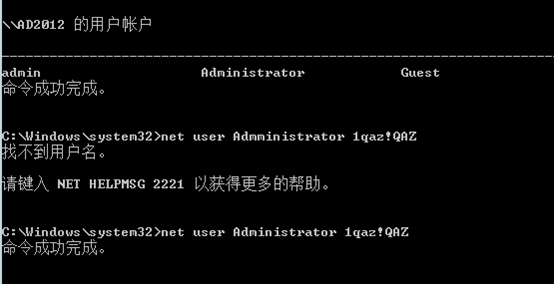 \\AD2012 的用户帐户
-------------------------------------------------------------------------------
admin                    Administrator            Guest
命令成功完成。
C:\Windows\system32>net user Admministrator 1qaz!QAZ
找不到用户名。
请键入 NET HELPMSG 2221 以获得更多的帮助。
C:\Windows\system32>net user Administrator 1qaz!QAZ
命令成功完成。